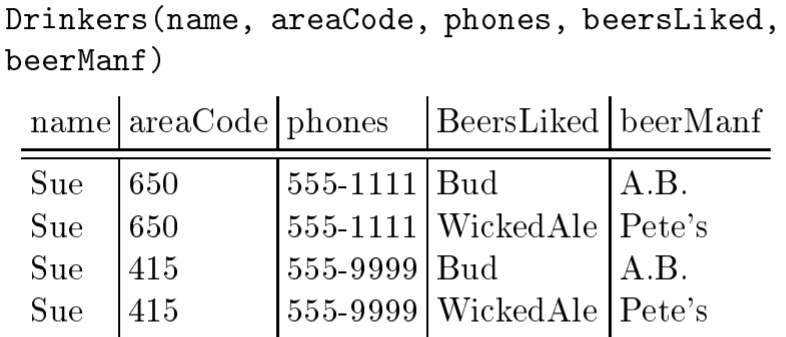 Drinkers(name, areaCode, phones, beersLiked,
beerManf)
name areaCode phones BeersLiked beerManf
Sue 650 555-1111 Bud A.B.
Sue 650 555-1111 WickedAle Pete's
Sue 415 555-9999 Bud A.B.
Sue 415 555-9999 WickedAle Pete's